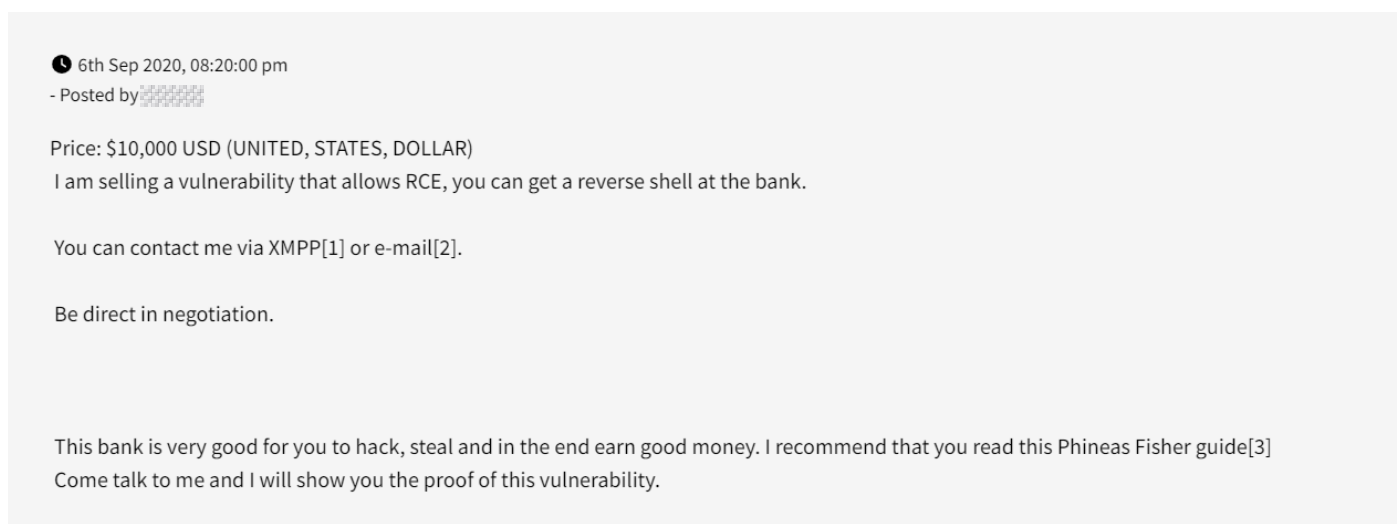 6th Sep 2020, 08:20:00 pm
- Posted by
Price: $10,000 USD (UNITED, STATES, DOLLAR)
I am selling a vulnerability that allows RCE, you can get a reverse shell at the bank.
You can contact me via XMPP[1] or e-mail[2].
Be direct in negotiation.
This bank is very good for you to hack, steal and in the end earn good money. I recommend that you read this Phineas Fisher guide[3]
Come talk to me and I will show you the proof of this vulnerability.